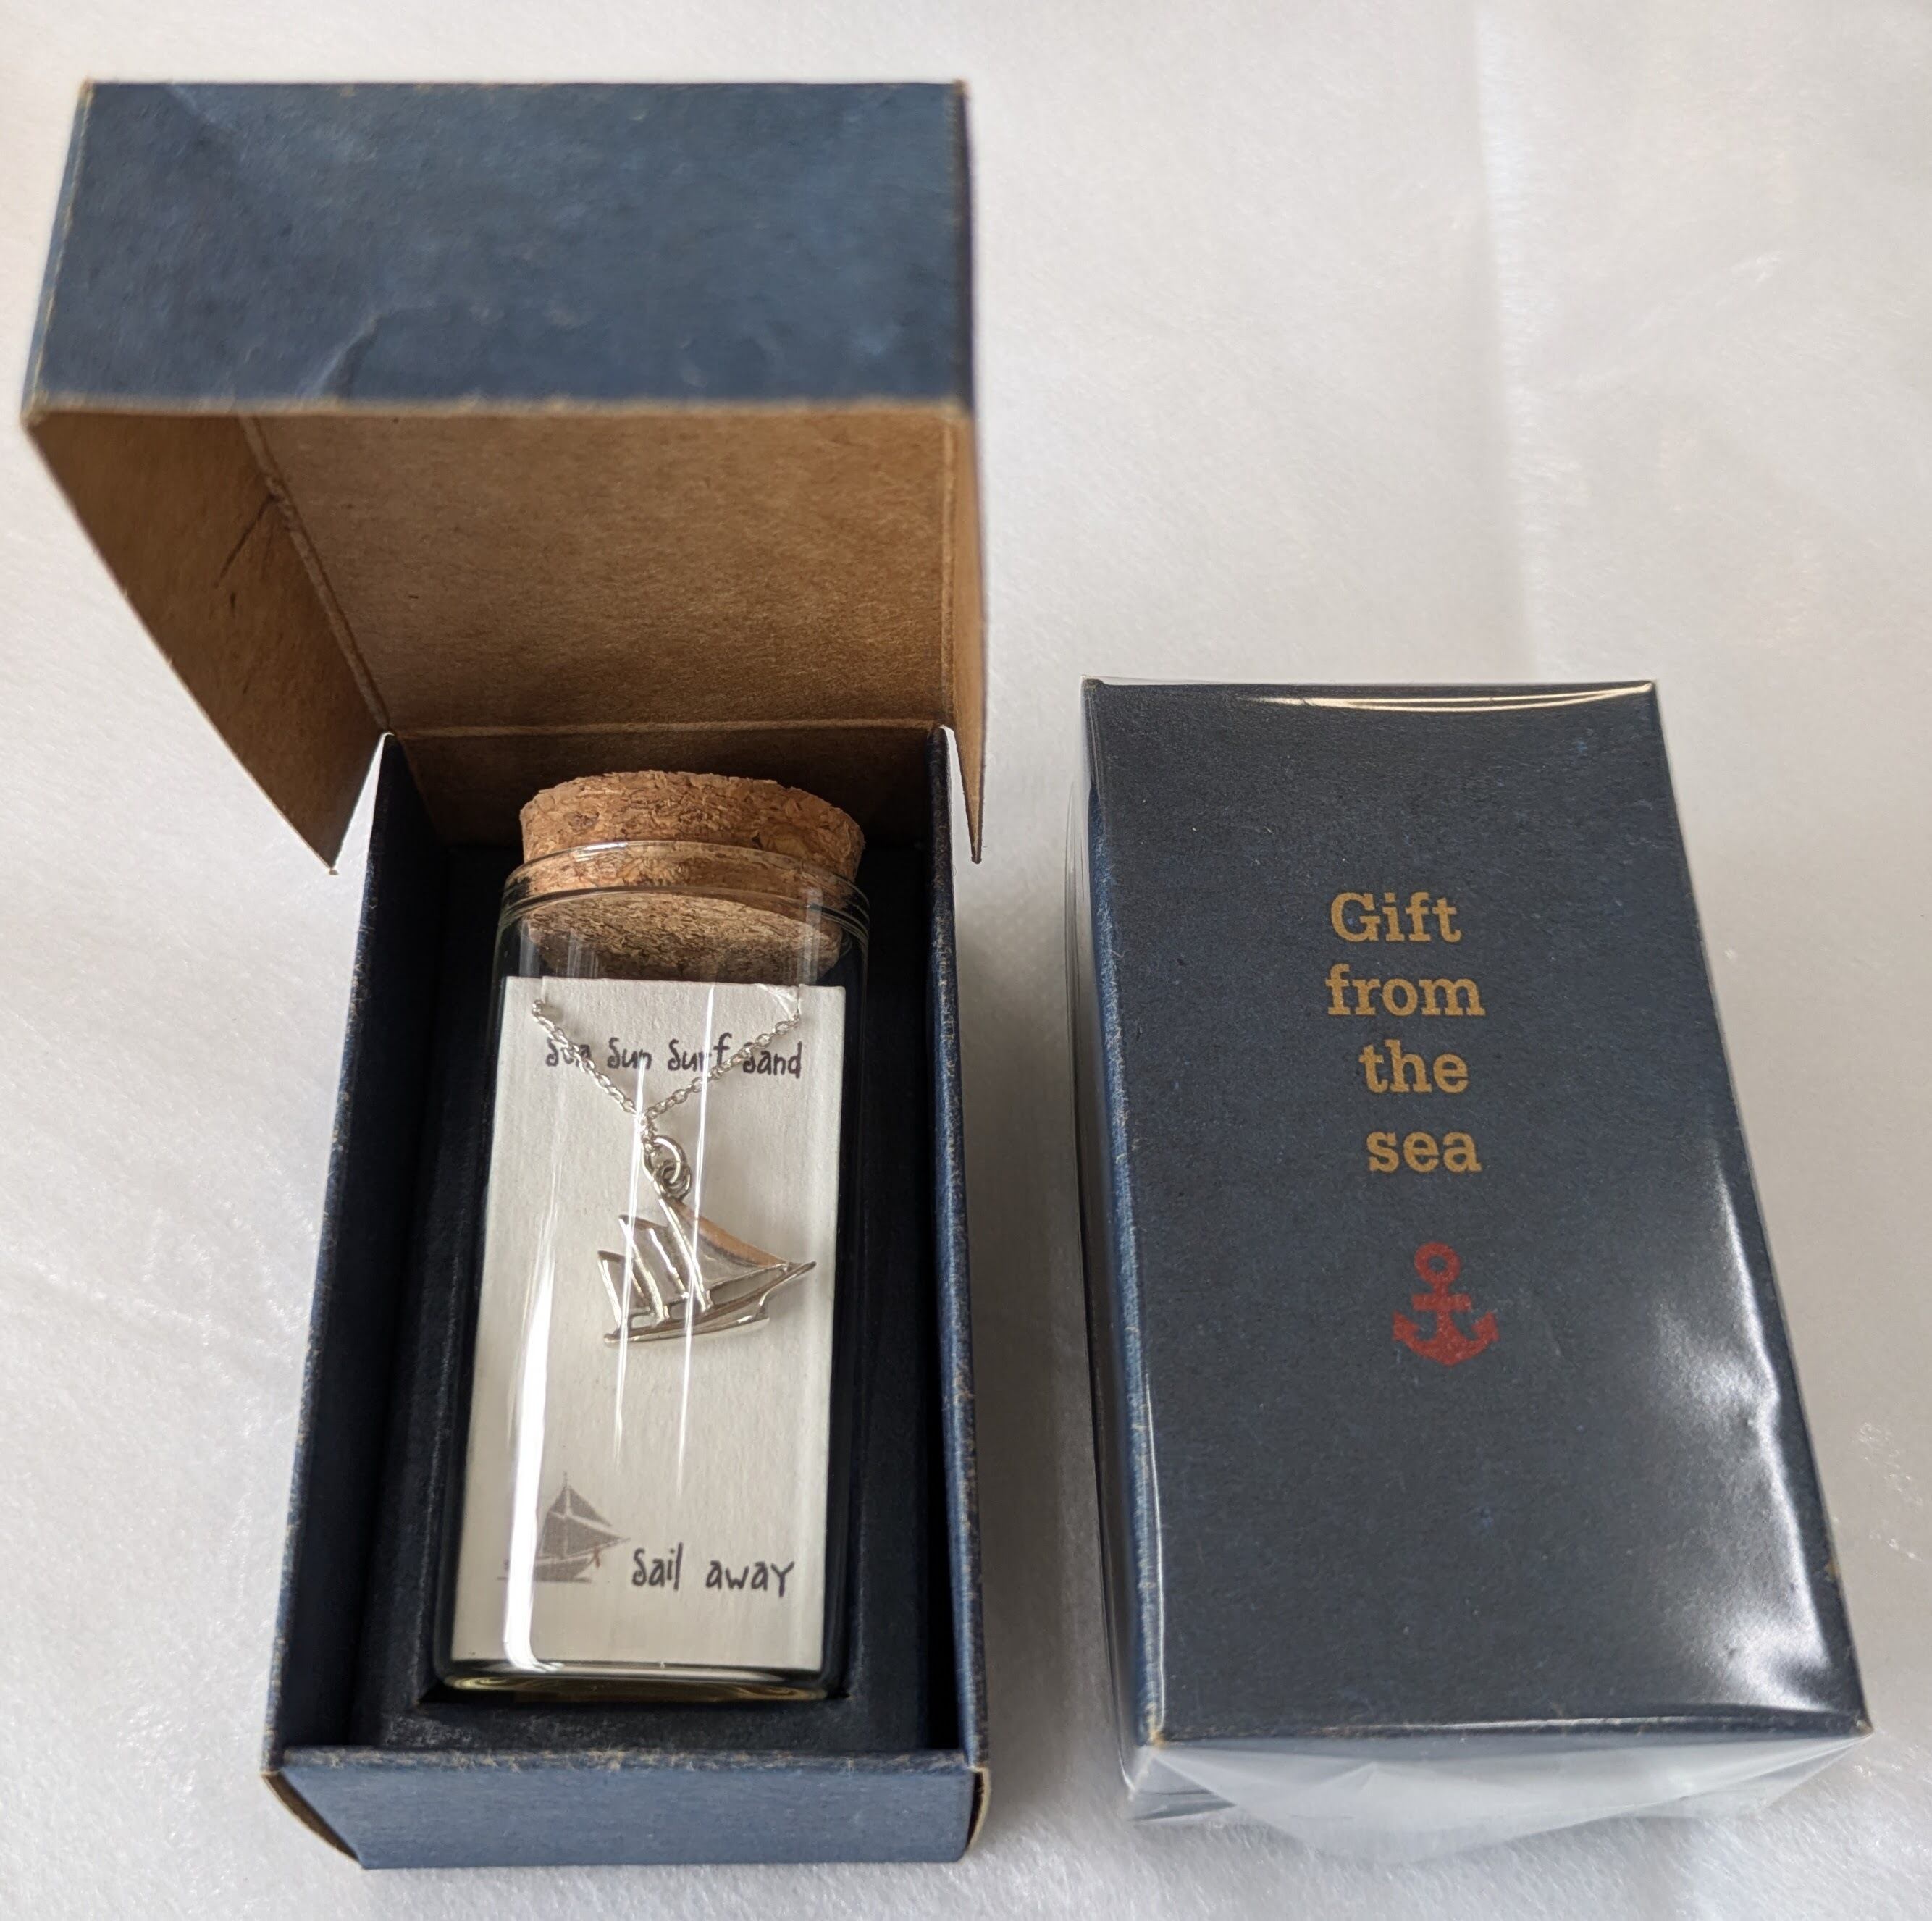 Sea Sun Surf Sand
Sail away
Gift
from
the
sea